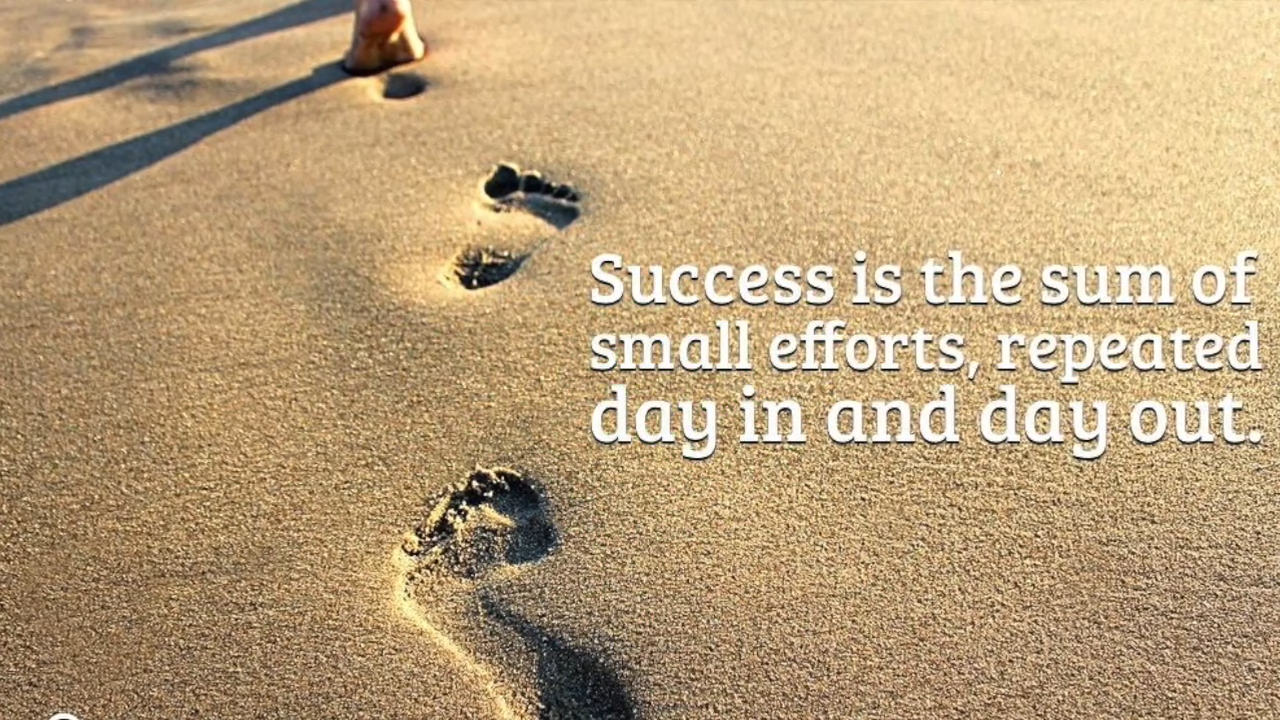 Success is the sum of
small efforts, repeated
day in and day out.